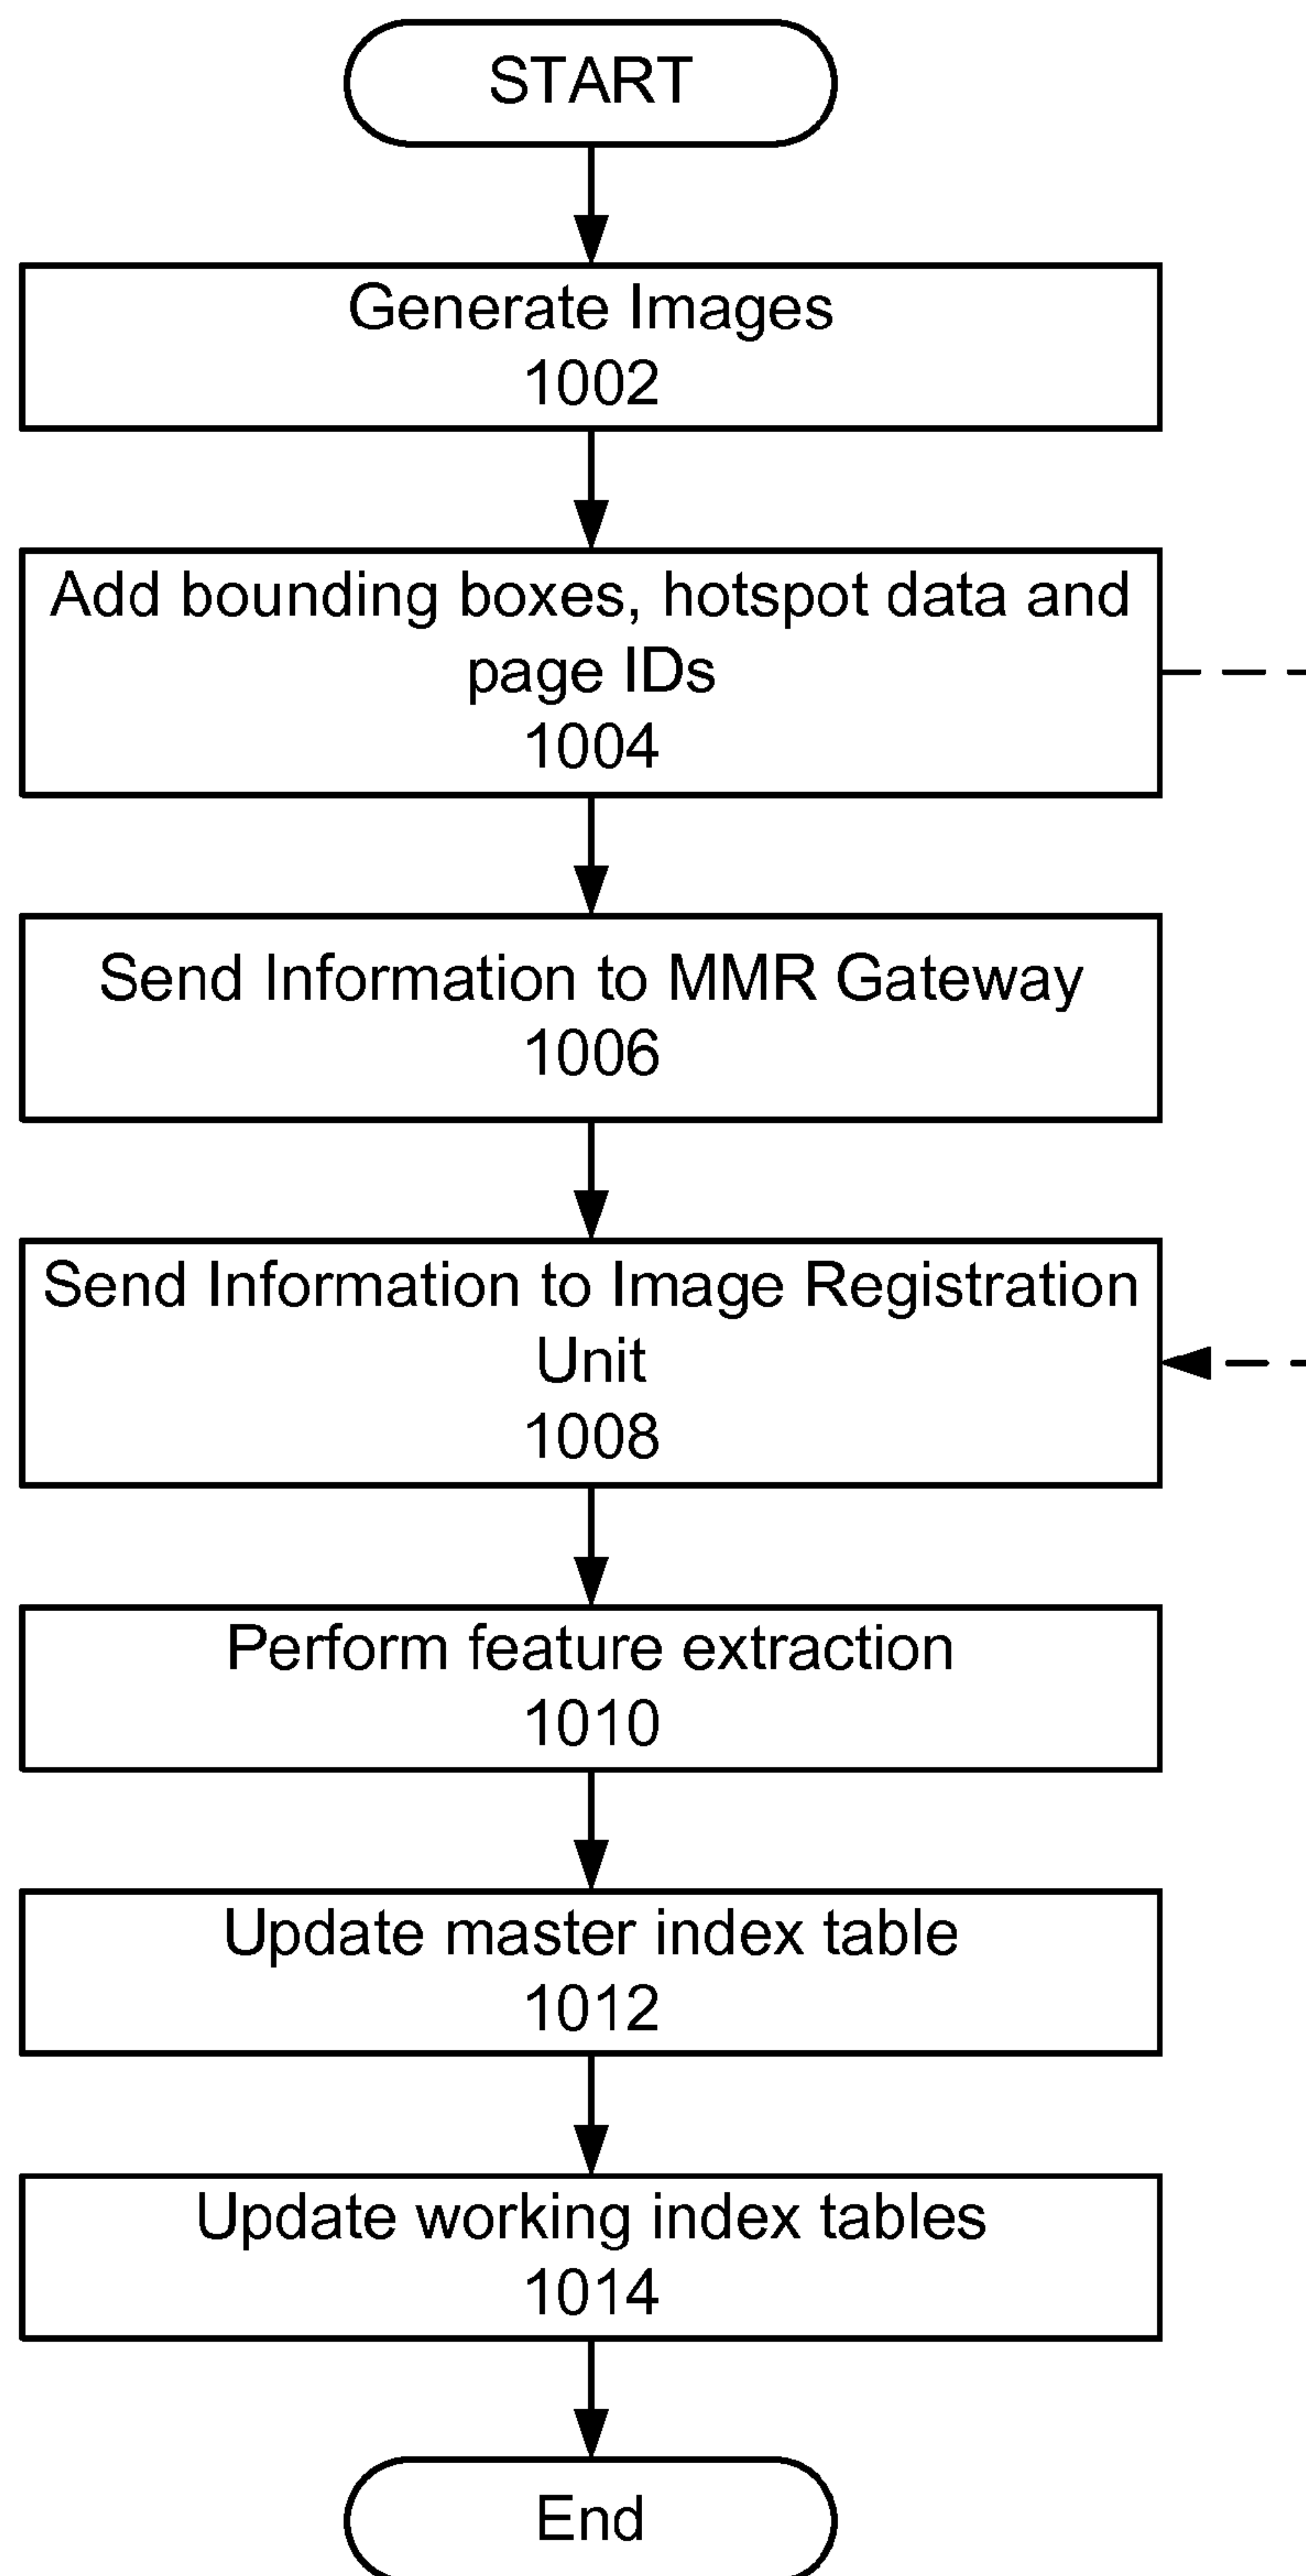 START
Generate Images
1002
Add bounding boxes, hotspot data and
page IDs
1004
Send Information to MMR Gateway
1006
Send Information to Image Registration
Unit
1008
Perform feature extraction
1010
Update master index table
1012
Update working index tables
1014
End